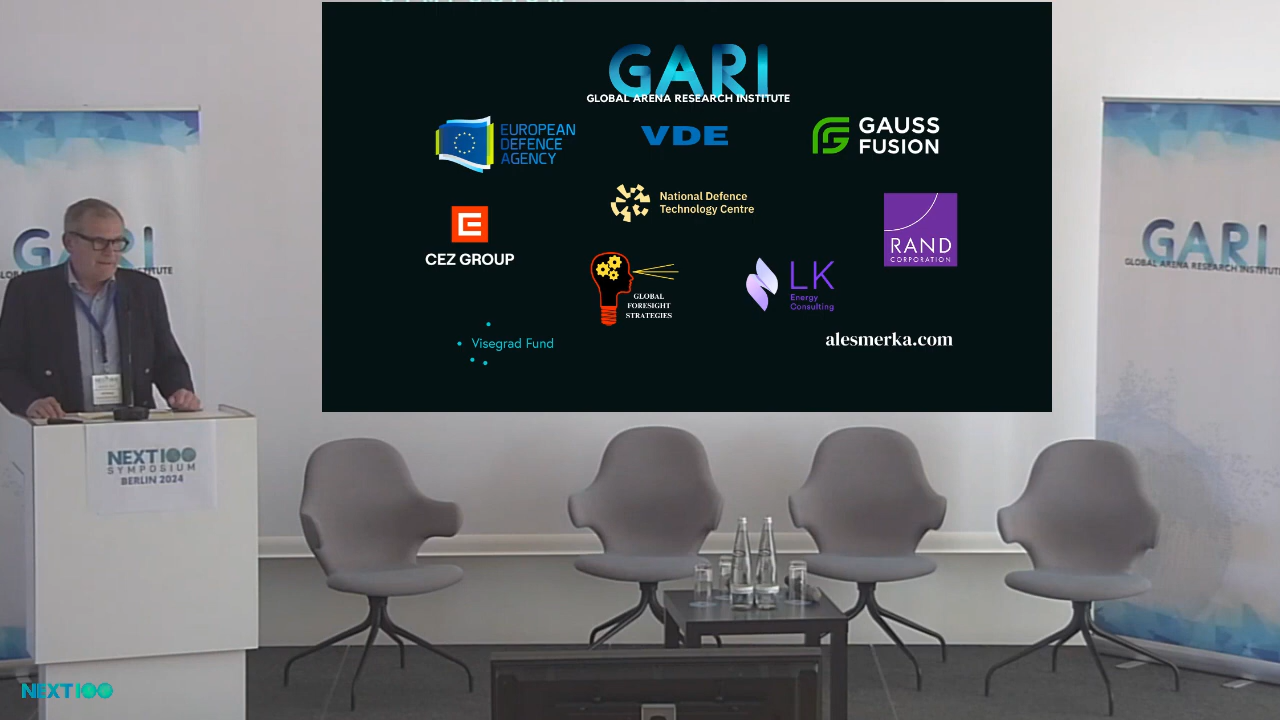 GARI
GLOBAL ARENA RESEARCH INSTITUTE
EUROPEAN
DEFENCE
AGENCY
VDE
GAUSS
FUSION
National Defence
Technology Centre
CEZ GROUP
RAND
CORPORATION
GLOBAL
FORESIGHT
STRATEGIES
LK
Energy
Consulting
Visegrad Fund
alesmerka.com
GARI
GARI
GLOBAL ARENA RESEARCH INSTITUTE
NEXT100
SYMPOSIUM
BERLIN 2024
NEXT100